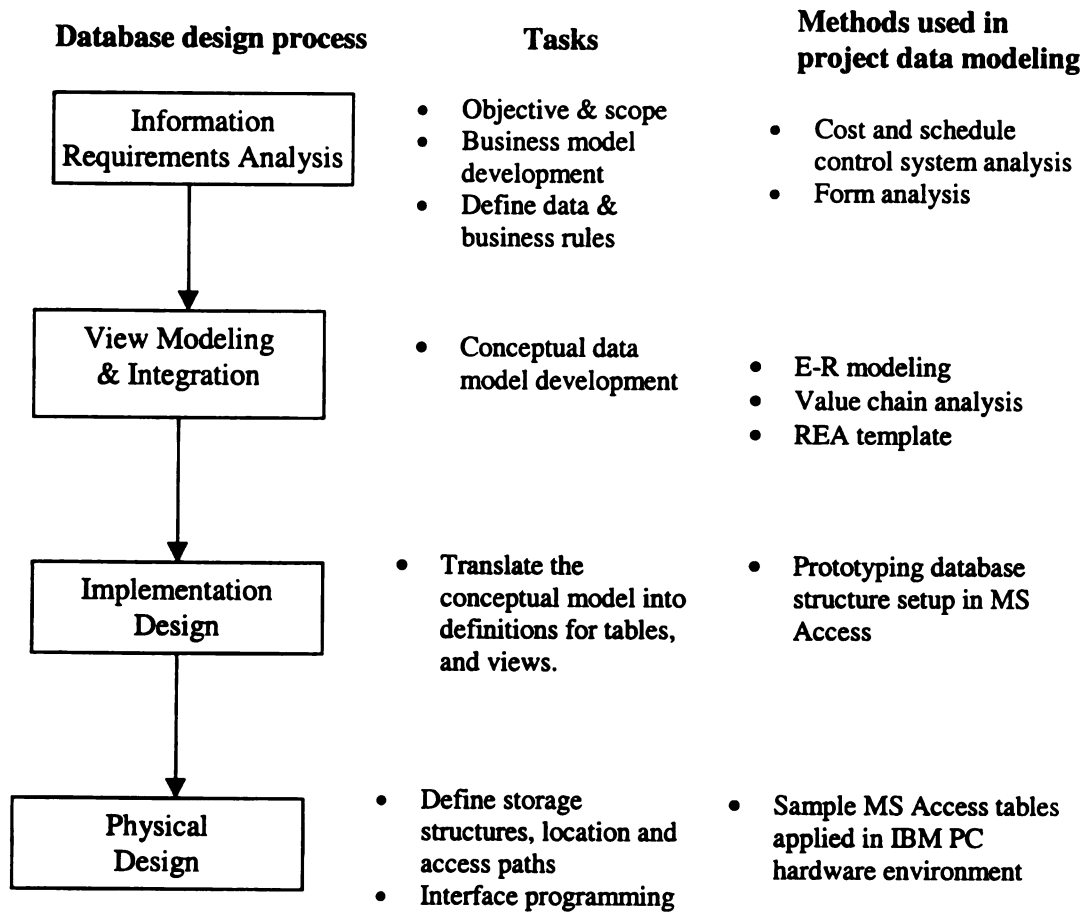 Database design process
Tasks
Methods used in
project data modeling
Information
Requirements Analysis
• Objective & scope
• Business model
development
• Define data &
business rules
• Cost and schedule
control system analysis
• Form analysis
View Modeling
& Integration
• Conceptual data
model development
• E-R modeling
• Value chain analysis
• REA template
Implementation
Design
• Translate the
conceptual model into
definitions for tables,
and views.
• Prototyping database
structure setup in MS
Access
Physical
Design
• Define storage
structures, location and
access paths
• Interface programming
• Sample MS Access tables
applied in IBM PC
hardware environment